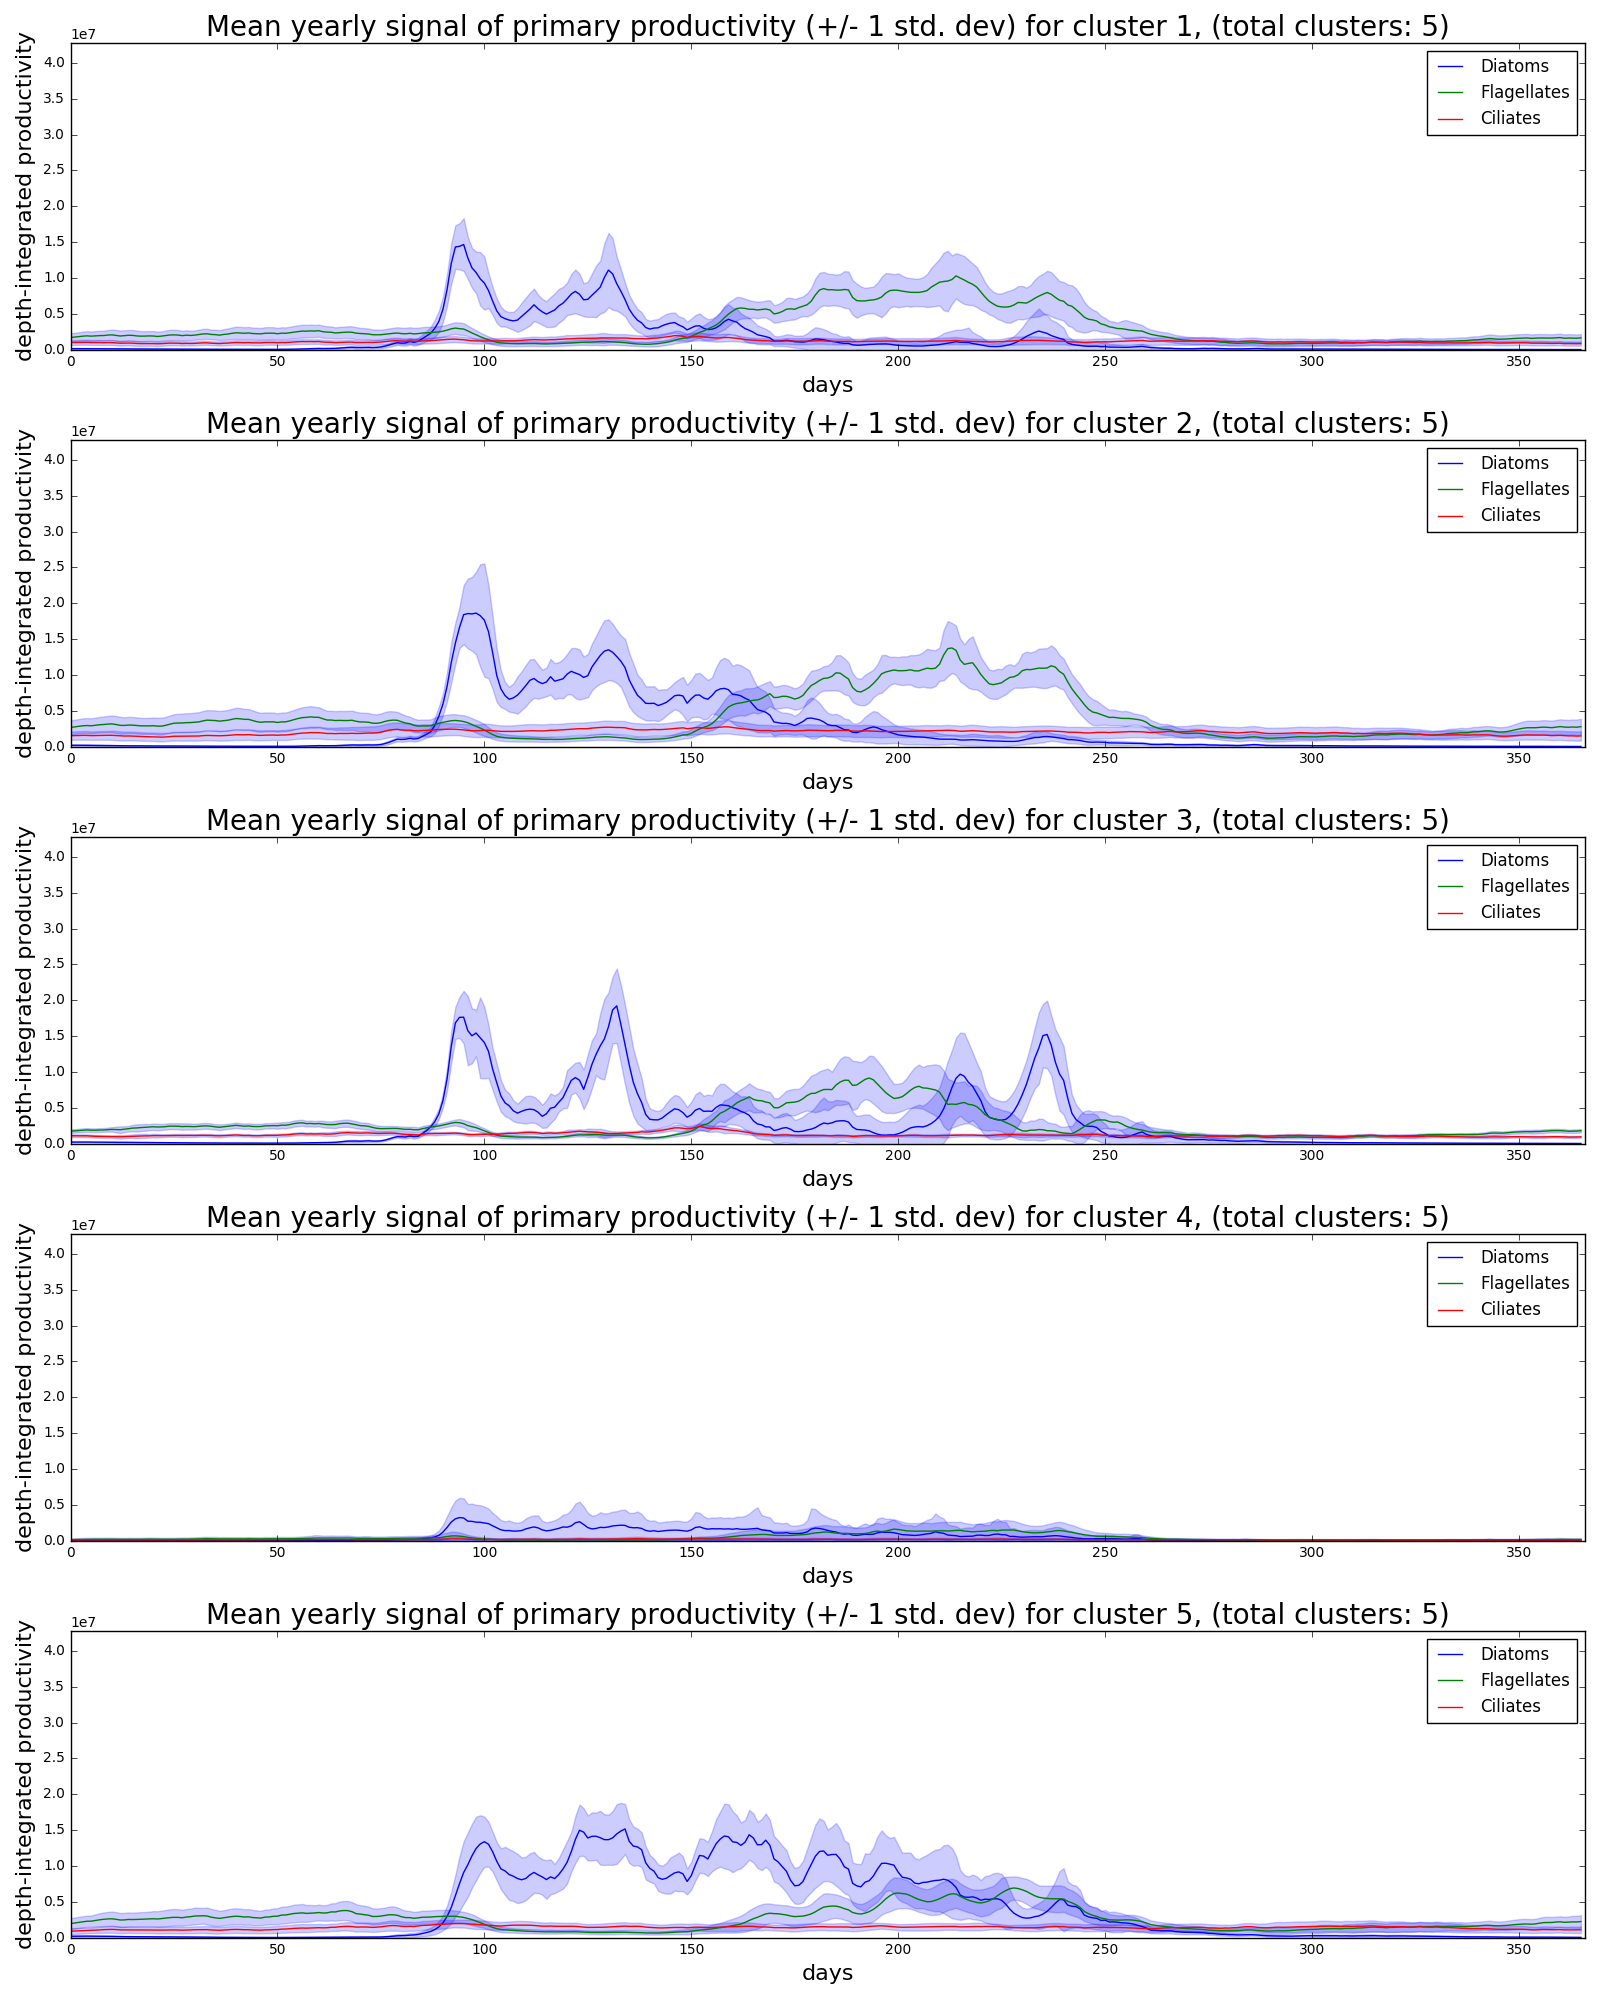 Mean yearly signal of primary productivity (+/- 1 std. dev) for cluster 1, (total clusters: 5)
1e7
depth-integrated productivity
4.0
3.5
3.0
2.5
2.0
1.5
1.0
0.5
0.0
Diatoms
Flagellates
Ciliates
0 50 100 150 200 250 300 350
days
Mean yearly signal of primary productivity (+/- 1 std. dev) for cluster 2, (total clusters: 5)
1e7
depth-integrated productivity
4.0
3.5
3.0
2.5
2.0
1.5
1.0
0.5
0.0
Diatoms
Flagellates
Ciliates
0 50 100 150 200 250 300 350
days
Mean yearly signal of primary productivity (+/- 1 std. dev) for cluster 3, (total clusters: 5)
1e7
depth-integrated productivity
4.0
3.5
3.0
2.5
2.0
1.5
1.0
0.5
0.0
Diatoms
Flagellates
Ciliates
0 50 100 150 200 250 300 350
days
Mean yearly signal of primary productivity (+/- 1 std. dev) for cluster 4, (total clusters: 5)
1e7
depth-integrated productivity
4.0
3.5
3.0
2.5
2.0
1.5
1.0
0.5
0.0
Diatoms
Flagellates
Ciliates
0 50 100 150 200 250 300 350
days
Mean yearly signal of primary productivity (+/- 1 std. dev) for cluster 5, (total clusters: 5)
1e7
depth-integrated productivity
4.0
3.5
3.0
2.5
2.0
1.5
1.0
0.5
0.0
Diatoms
Flagellates
Ciliates
0 50 100 150 200 250 300 350
days